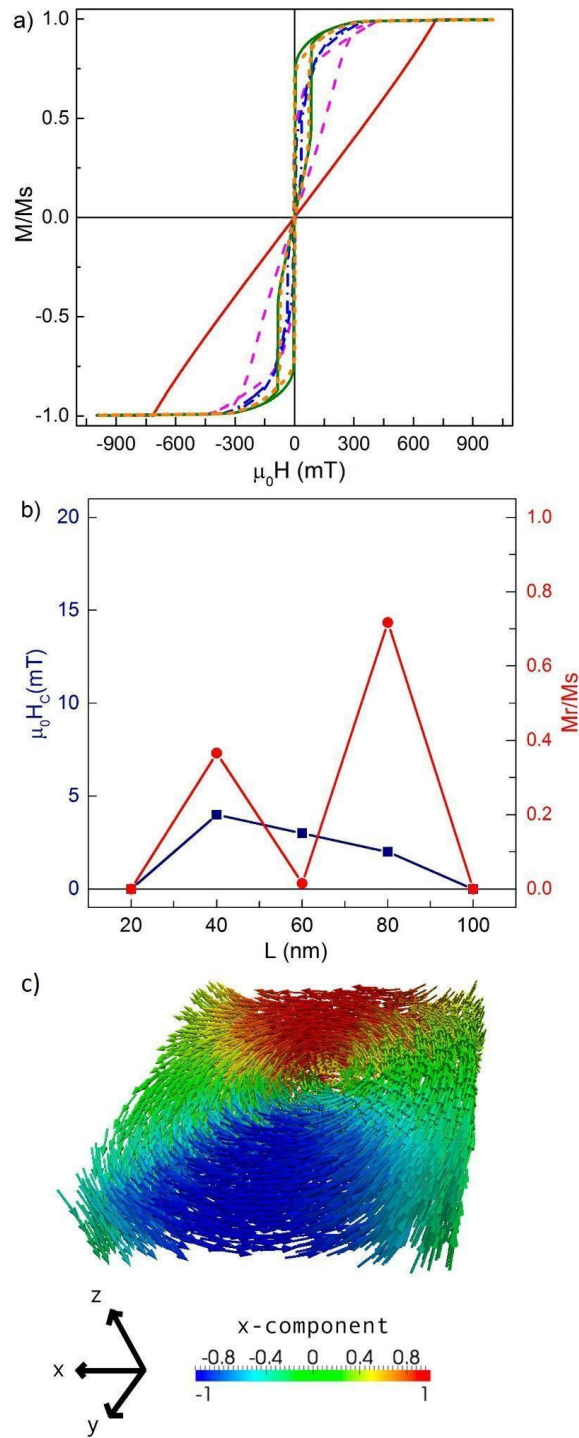 a)
1.0
0.5
0.0
-0.5
-1.0
M/Ms
-900 -600 -300 0 300 600 900
μ₀H (mT)
b)
20
15
10
5
0
μ₀H_C(mT)
1.0
0.8
0.6
0.4
0.2
0.0
Mr/Ms
20 40 60 80 100
L (nm)
c)
z
x
y
x-component
-0.8 -0.4 0 0.4 0.8
-1 1